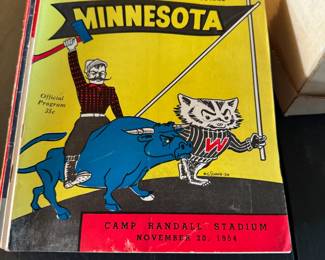 MINNESOTA
Official
Program
35c
W
CAMP RANDALL STADIUM
NOVEMBER 20, 1954